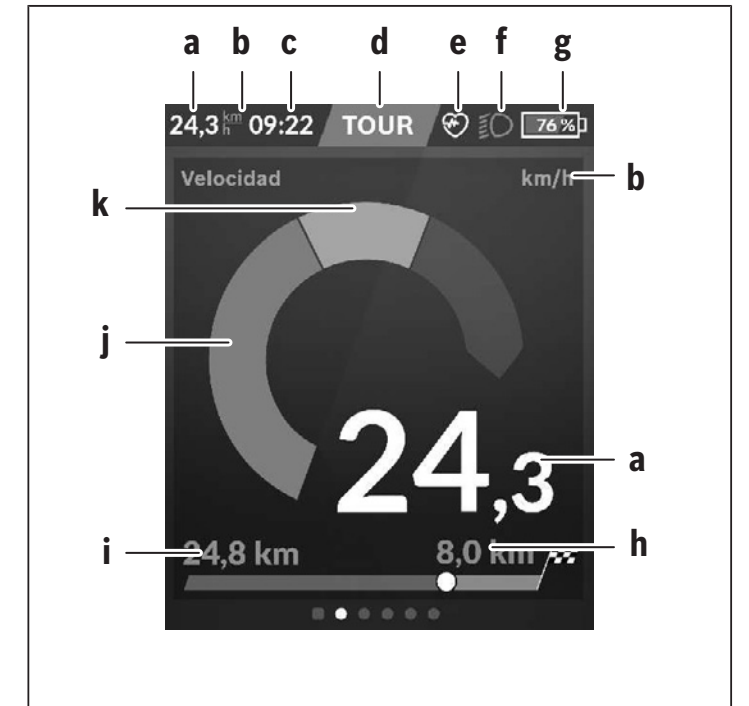 a b c d e f g
24,3 km/h 09:22 TOUR 76 %
Velocidad km/h b
k
j
24,3 a
i 24,8 km 8,0 km h